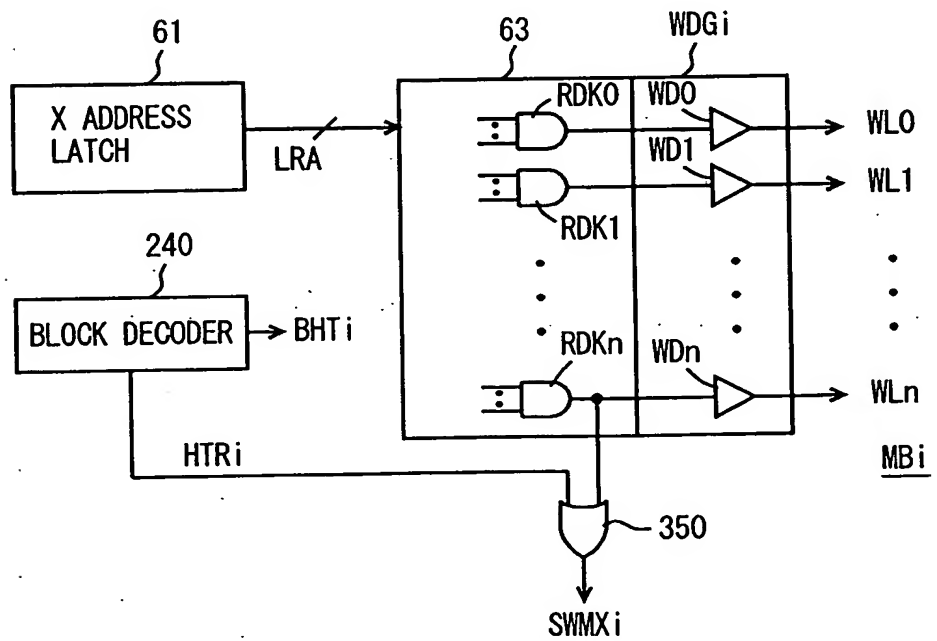 61
X ADDRESS
LATCH
LRA
63
WDGi
RDK0
WD0
WL0
RDK1
WD1
WL1
240
BLOCK DECODER
BHTi
RDKn
WDn
WLn
HTRi
MBi
350
SWMXi